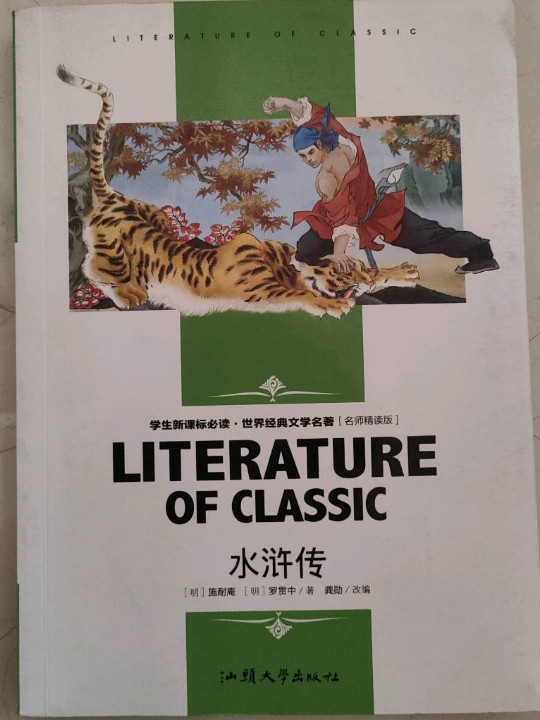 LITERATURE OF CLASSIC
学生新课标必读·世界经典文学名著[名师精读版]
LITERATURE
OF CLASSIC
水浒传
[明]施耐庵 [明]罗贯中/著 龚勋/改编
汕頭大學出版社